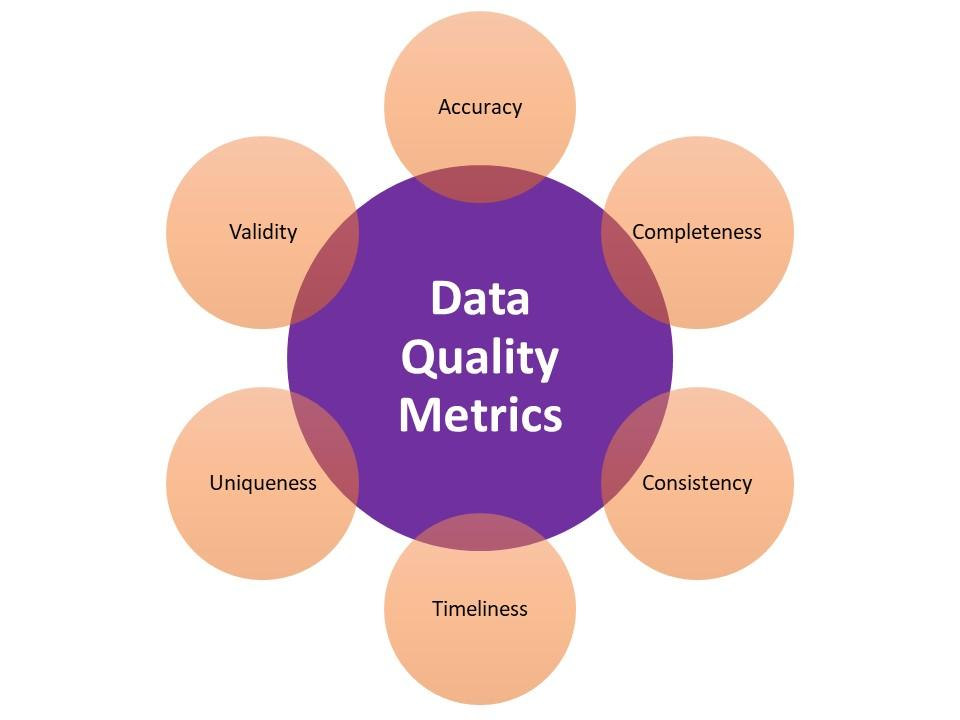 Accuracy
Validity
Completeness
Data
Quality
Metrics
Uniqueness
Consistency
Timeliness